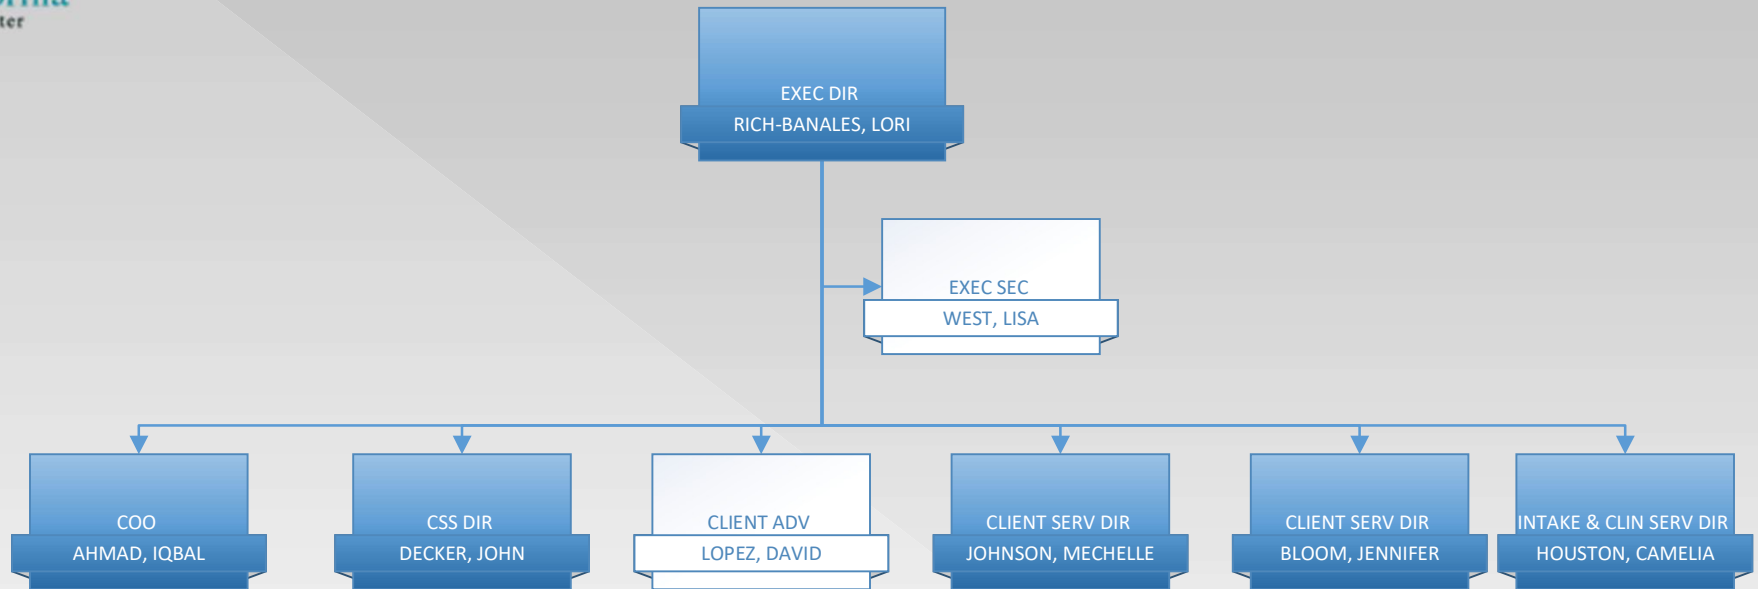 EXEC DIR
RICH-BANALES, LORI
EXEC SEC
WEST, LISA
COO
AHMAD, IQBAL
CSS DIR
DECKER, JOHN
CLIENT ADV
LOPEZ, DAVID
CLIENT SERV DIR
JOHNSON, MECHELLE
CLIENT SERV DIR
BLOOM, JENNIFER
INTAKE & CLIN SERV DIR
HOUSTON, CAMELIA